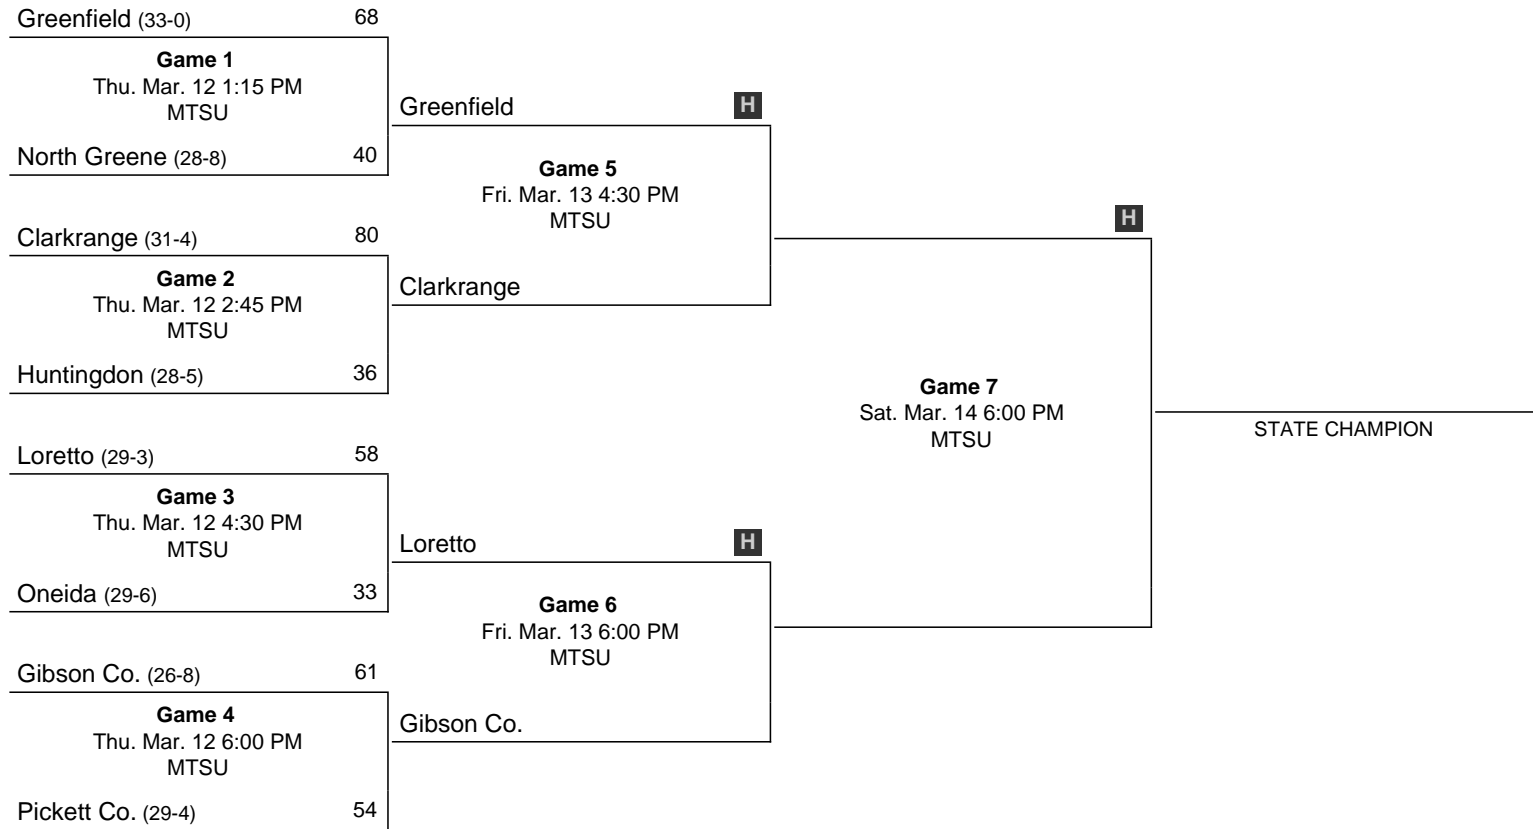 Greenfield (33-0) 68
Game 1
Thu. Mar. 12 1:15 PM
MTSU
North Greene (28-8) 40
Clarkrange (31-4) 80
Game 2
Thu. Mar. 12 2:45 PM
MTSU
Huntingdon (28-5) 36
Loretto (29-3) 58
Game 3
Thu. Mar. 12 4:30 PM
MTSU
Oneida (29-6) 33
Gibson Co. (26-8) 61
Game 4
Thu. Mar. 12 6:00 PM
MTSU
Pickett Co. (29-4) 54
Greenfield H
Game 5
Fri. Mar. 13 4:30 PM
MTSU
Clarkrange
Loretto H
Game 6
Fri. Mar. 13 6:00 PM
MTSU
Gibson Co.
H
Game 7
Sat. Mar. 14 6:00 PM
MTSU
STATE CHAMPION